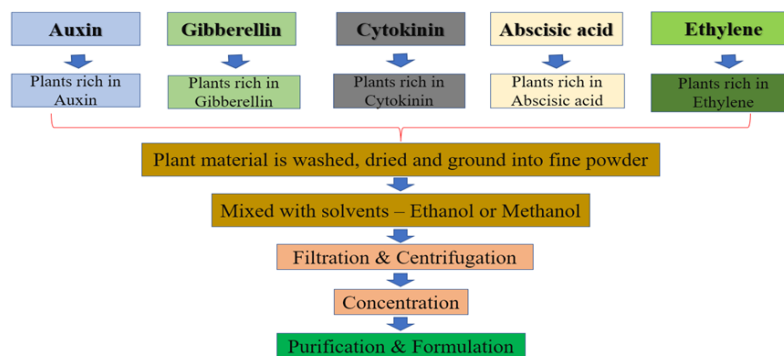 Auxin
Gibberellin
Cytokinin
Abscisic acid
Ethylene
Plants rich in
Auxin
Plants rich in
Gibberellin
Plants rich in
Cytokinin
Plants rich in
Abscisic acid
Plants rich in
Ethylene
Plant material is washed, dried and ground into fine powder
Mixed with solvents – Ethanol or Methanol
Filtration & Centrifugation
Concentration
Purification & Formulation